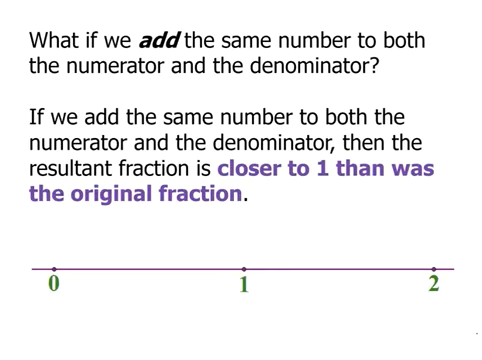 What if we add the same number to both
the numerator and the denominator?
If we add the same number to both the
numerator and the denominator, then the
resultant fraction is closer to 1 than was
the original fraction.
0 1 2